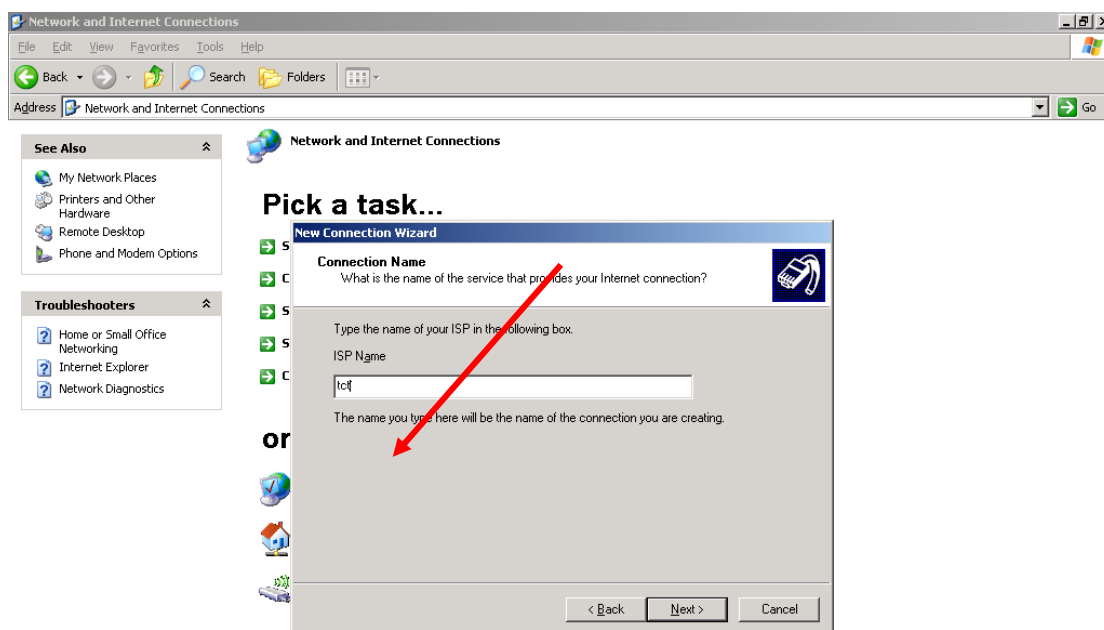 Network and Internet Connections
File Edit View Favorites Tools Help
Back Search Folders
Address Network and Internet Connections Go
See Also
My Network Places
Printers and Other
Hardware
Remote Desktop
Phone and Modem Options
Troubleshooters
Home or Small Office
Networking
Internet Explorer
Network Diagnostics
Network and Internet Connections
Pick a task...
S
C
S
S
C
or
New Connection Wizard
Connection Name
What is the name of the service that provides your Internet connection?
Type the name of your ISP in the following box.
ISP Name
tct
The name you type here will be the name of the connection you are creating.
< Back Next > Cancel